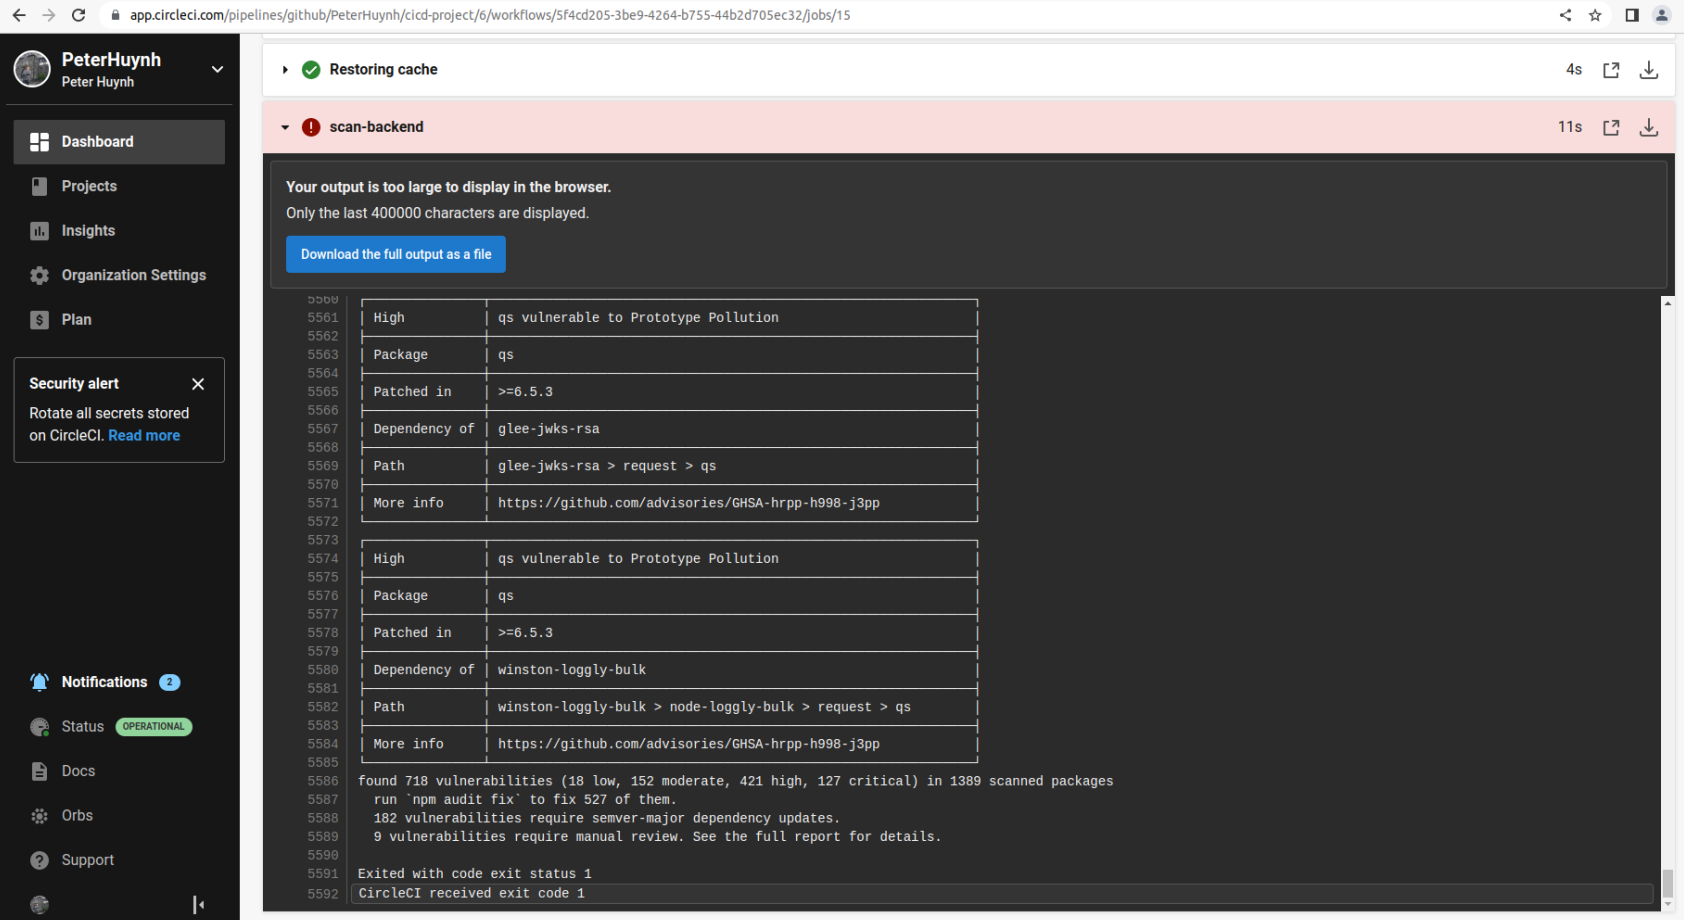 app.circleci.com/pipelines/github/PeterHuynh/cicd-project/6/workflows/5f4cd205-3be9-4264-b755-44b2d705ec32/jobs/15
PeterHuynh
Peter Huynh
Dashboard
Projects
Insights
Organization Settings
Plan
Security alert
Rotate all secrets stored
on CircleCI. Read more
Notifications 2
Status OPERATIONAL
Docs
Orbs
Support
Restoring cache 4s
scan-backend 11s
Your output is too large to display in the browser.
Only the last 400000 characters are displayed.
Download the full output as a file
5560
5561 | High | qs vulnerable to Prototype Pollution |
5562
5563 | Package | qs |
5564
5565 | Patched in | >=6.5.3 |
5566
5567 | Dependency of | glee-jwks-rsa |
5568
5569 | Path | glee-jwks-rsa > request > qs |
5570
5571 | More info | https://github.com/advisories/GHSA-hrpp-h998-j3pp |
5572
5573
5574 | High | qs vulnerable to Prototype Pollution |
5575
5576 | Package | qs |
5577
5578 | Patched in | >=6.5.3 |
5579
5580 | Dependency of | winston-loggly-bulk |
5581
5582 | Path | winston-loggly-bulk > node-loggly-bulk > request > qs |
5583
5584 | More info | https://github.com/advisories/GHSA-hrpp-h998-j3pp |
5585
5586 found 718 vulnerabilities (18 low, 152 moderate, 421 high, 127 critical) in 1389 scanned packages
5587 run `npm audit fix` to fix 527 of them.
5588 182 vulnerabilities require semver-major dependency updates.
5589 9 vulnerabilities require manual review. See the full report for details.
5590
5591 Exited with code exit status 1
5592 CircleCI received exit code 1